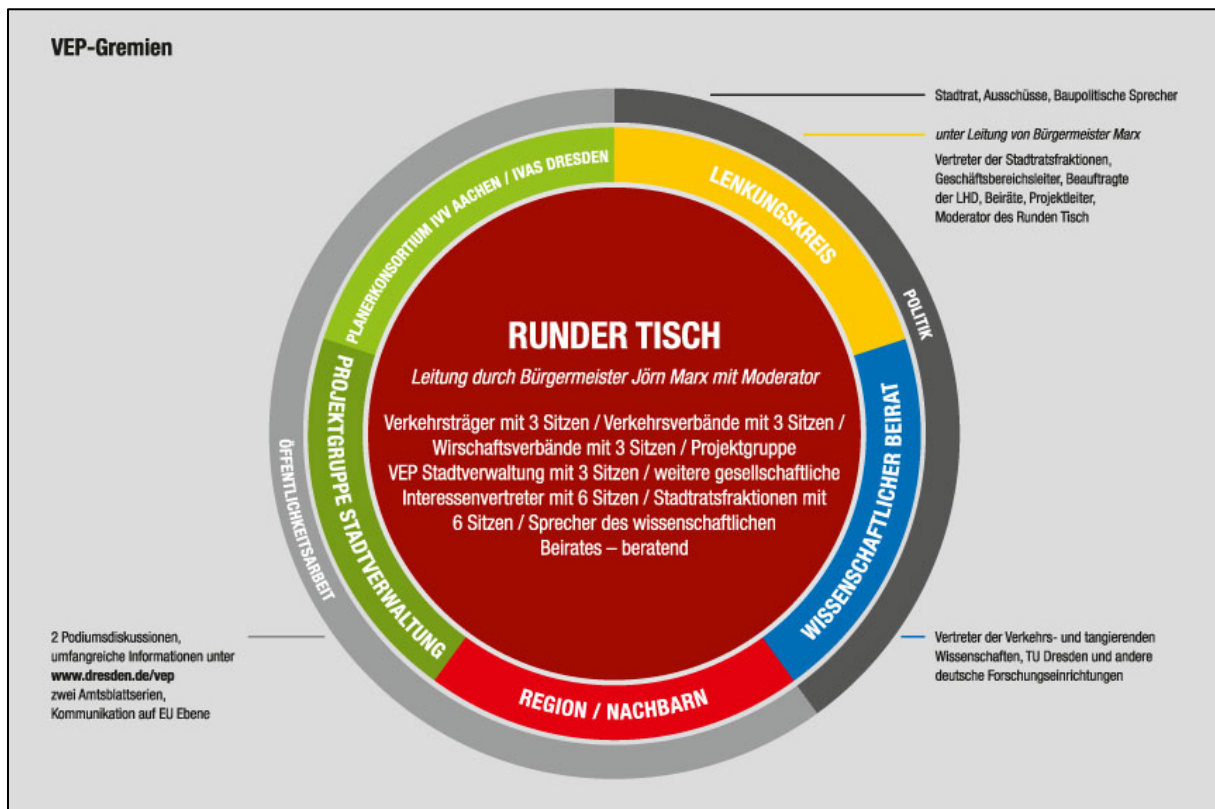 VEP-Gremien
Stadtrat, Ausschüsse, Baupolitische Sprecher
unter Leitung von Bürgermeister Marx
Vertreter der Stadtratsfraktionen,
Geschäftsbereichsleiter, Beauftragte
der LHD, Beiräte, Projektleiter,
Moderator des Runden Tisch
PLANERKONSORTIUM IVV AACHEN / IVAS DRESDEN
LENKUNGSKREIS
POLITIK
RUNDER TISCH
Leitung durch Bürgermeister Jörn Marx mit Moderator
Verkehrsträger mit 3 Sitzen / Verkehrsverbände mit 3 Sitzen /
Wirschaftsverbände mit 3 Sitzen / Projektgruppe
VEP Stadtverwaltung mit 3 Sitzen / weitere gesellschaftliche
Interessenvertreter mit 6 Sitzen / Stadtratsfraktionen mit
6 Sitzen / Sprecher des wissenschaftlichen
Beirates – beratend
PROJEKTGRUPPE STADTVERWALTUNG
ÖFFENTLICHKEITSARBEIT
WISSENSCHAFTLICHER BEIRAT
REGION / NACHBARN
2 Podiumsdiskussionen,
umfangreiche Informationen unter
www.dresden.de/vep
zwei Amtsblattserien,
Kommunikation auf EU Ebene
Vertreter der Verkehrs- und tangierenden
Wissenschaften, TU Dresden und andere
deutsche Forschungseinrichtungen